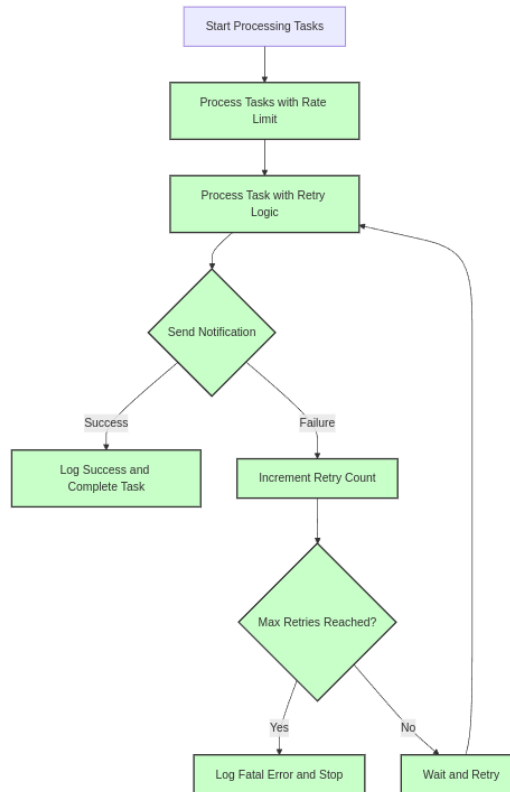 Start Processing Tasks
Process Tasks with Rate
Limit
Process Task with Retry
Logic
Send Notification
Success
Failure
Log Success and
Complete Task
Increment Retry Count
Max Retries Reached?
Yes
No
Log Fatal Error and Stop
Wait and Retry